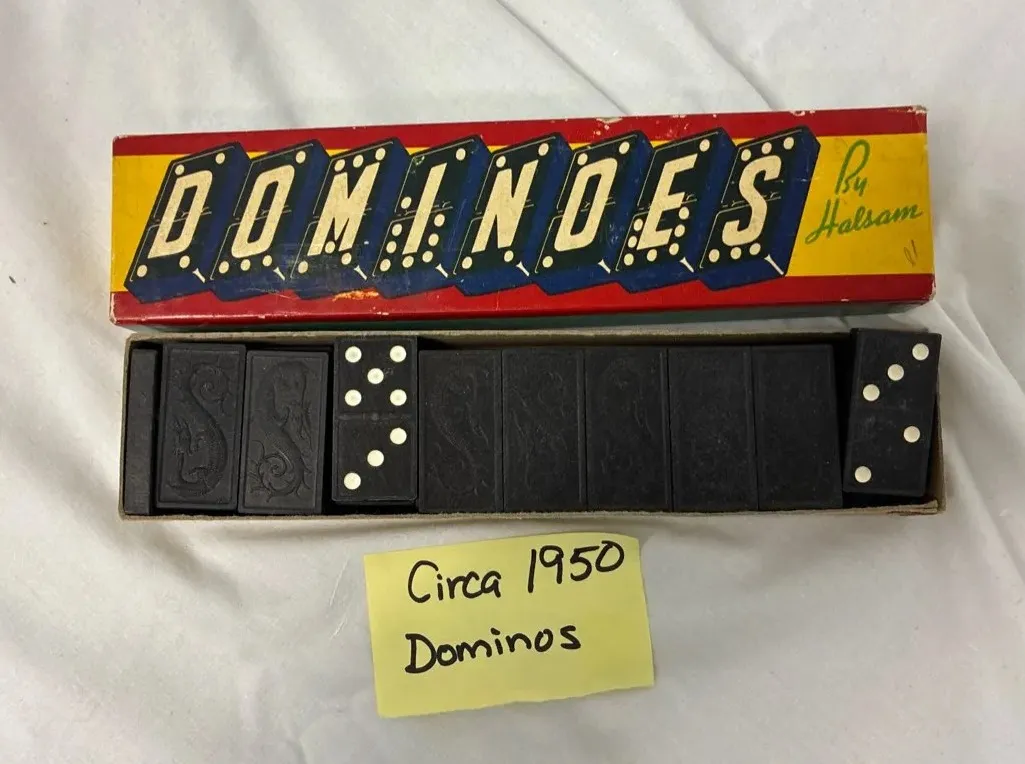 DOMINOES
By
Halsam
Circa 1950
Dominos